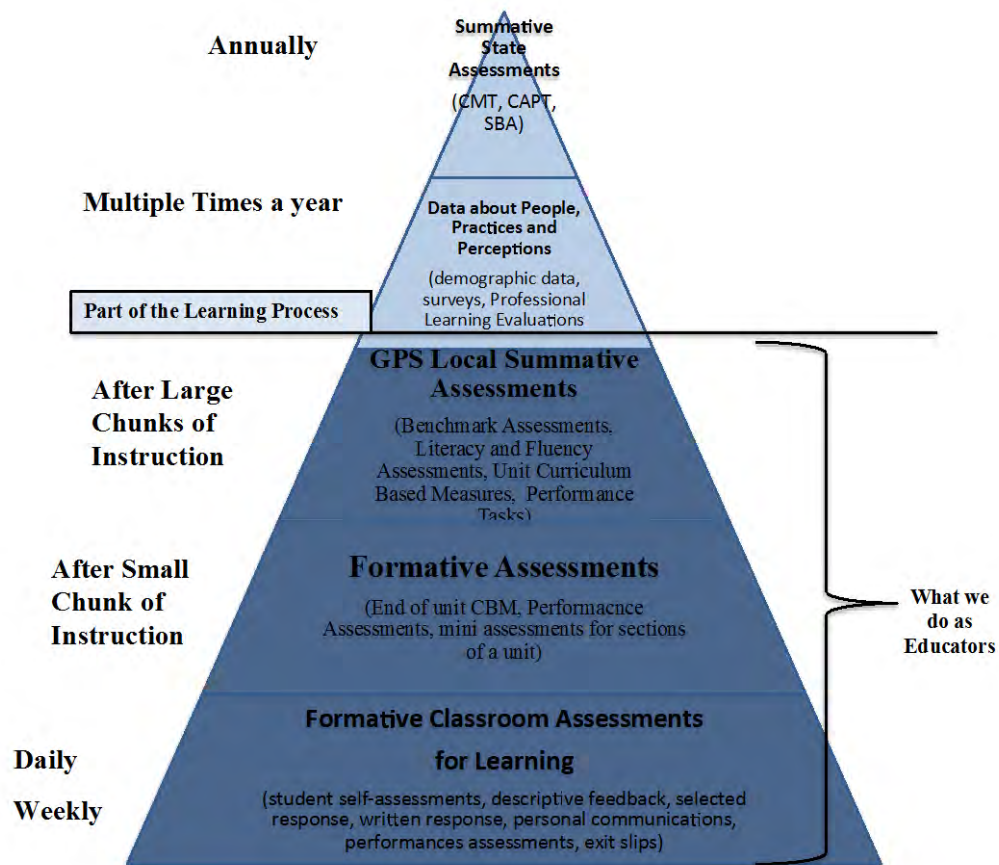 Annually
Summative
State
Assessments
(CMT, CAPT,
SBA)
Multiple Times a year
Data about People,
Practices and
Perceptions
(demographic data,
surveys, Professional
Learning Evaluations
Part of the Learning Process
After Large
Chunks of
Instruction
GPS Local Summative
Assessments
(Benchmark Assessments,
Literacy and Fluency
Assessments, Unit Curriculum
Based Measures, Performance
Tasks)
After Small
Chunk of
Instruction
Formative Assessments
(End of unit CBM, Performacnce
Assessments, mini assessments for sections
of a unit)
What we
do as
Educators
Daily
Weekly
Formative Classroom Assessments
for Learning
(student self-assessments, descriptive feedback, selected
response, written response, personal communications,
performances assessments, exit slips)